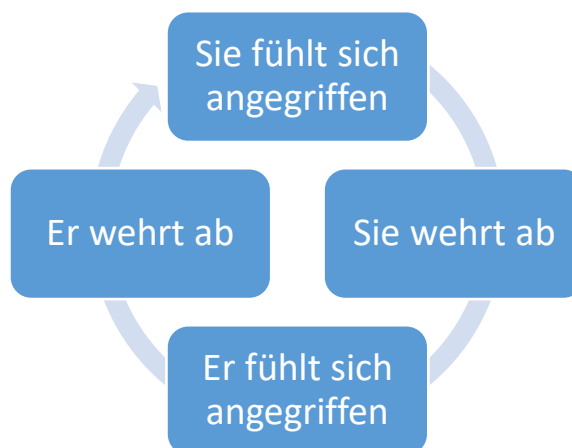 Sie fühlt sich
angegriffen
Sie wehrt ab
Er fühlt sich
angegriffen
Er wehrt ab